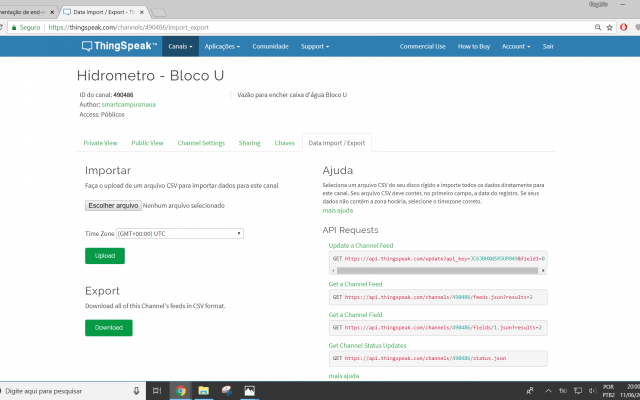 mentação de end-
Data Import / Export - Th
Seguro
https://thingspeak.com/channels/490486/import_export
ThingSpeak™ Canais Aplicações Comunidade Support Commercial Use How to Buy Account Sair
Hidrometro - Bloco U
ID do canal: 490486
Vazão para encher caixa d'água Bloco U
Author: smartcampusmaua
Access: Públicos
Private View Public View Channel Settings Sharing Chaves Data Import / Export
Importar
Faça o upload de um arquivo CSV para importar dados para este canal
Escolher arquivo Nenhum arquivo selecionado
Time Zone (GMT+00:00) UTC
Upload
Export
Download all of this Channel's feeds in CSV format.
Download
Ajuda
Seleciona um arquivo CSV do seu disco rígido e importe todos os dados diretamente para
este canal. Seu arquivo CSV deve conter, no primeiro campo, a data do registro. Se seus
dados não contém a zona horária, selecione o timezone correto.
mais ajuda
API Requests
Update a Channel Feed
GET https://api.thingspeak.com/update?api_key=
Get a Channel Feed
GET https://api.thingspeak.com/channels/490486/feeds.json?results=2
Get a Channel Field
GET https://api.thingspeak.com/channels/490486/fields/1.json?results=2
Get Channel Status Updates
GET https://api.thingspeak.com/channels/490486/status.json
mais ajuda
Digite aqui para pesquisar
POR
PTB2
20:00
11/06/20